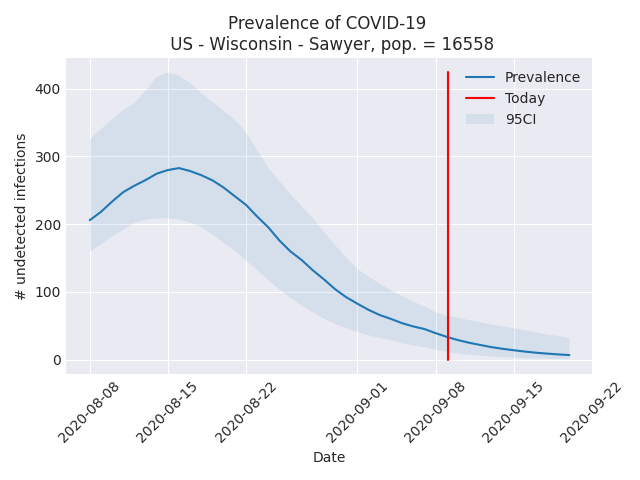 Prevalence of COVID-19
US - Wisconsin - Sawyer, pop. = 16558
Prevalence
Today
95CI
# undetected infections
400
300
200
100
0
2020-08-08
2020-08-15
2020-08-22
2020-09-01
2020-09-08
2020-09-15
2020-09-22
Date